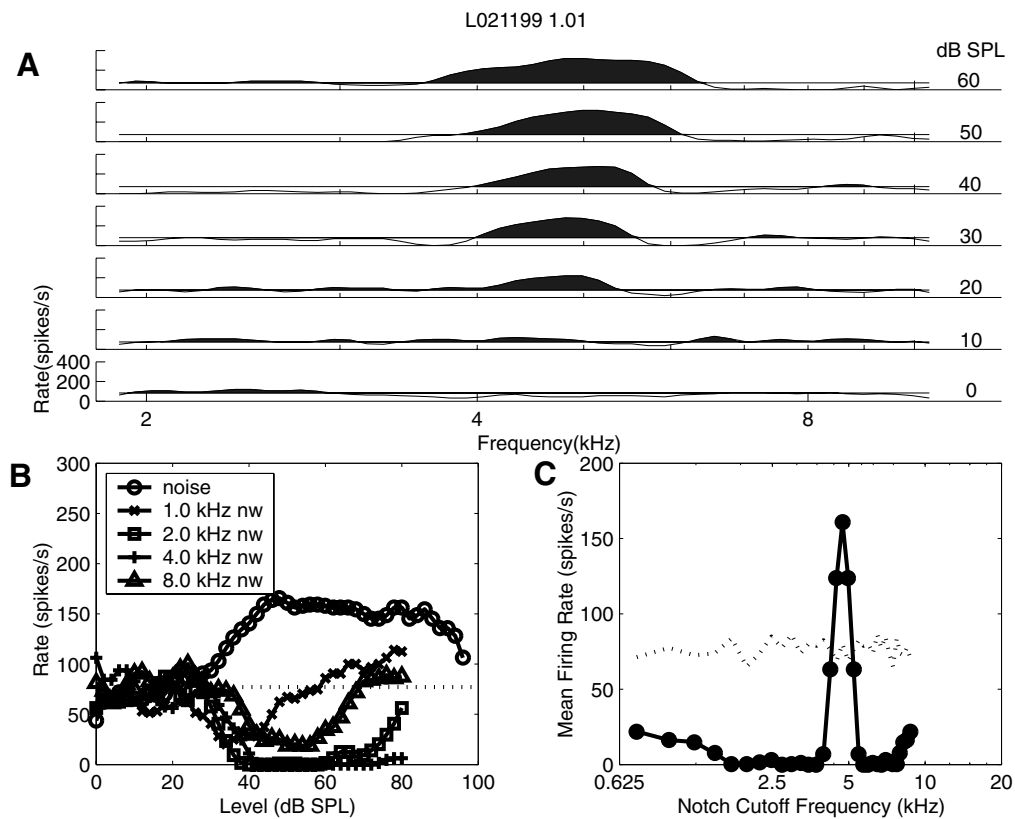 L021199 1.01
A
dB SPL
60
50
40
30
20
10
0
Rate(spikes/s)
400
200
0
2
4
8
Frequency(kHz)
B
300
250
200
150
100
50
0
Rate (spikes/s)
noise
1.0 kHz nw
2.0 kHz nw
4.0 kHz nw
8.0 kHz nw
0
20
40
60
80
100
Level (dB SPL)
C
200
150
100
50
0
Mean Firing Rate (spikes/s)
0.625
2.5
5
10
20
Notch Cutoff Frequency (kHz)